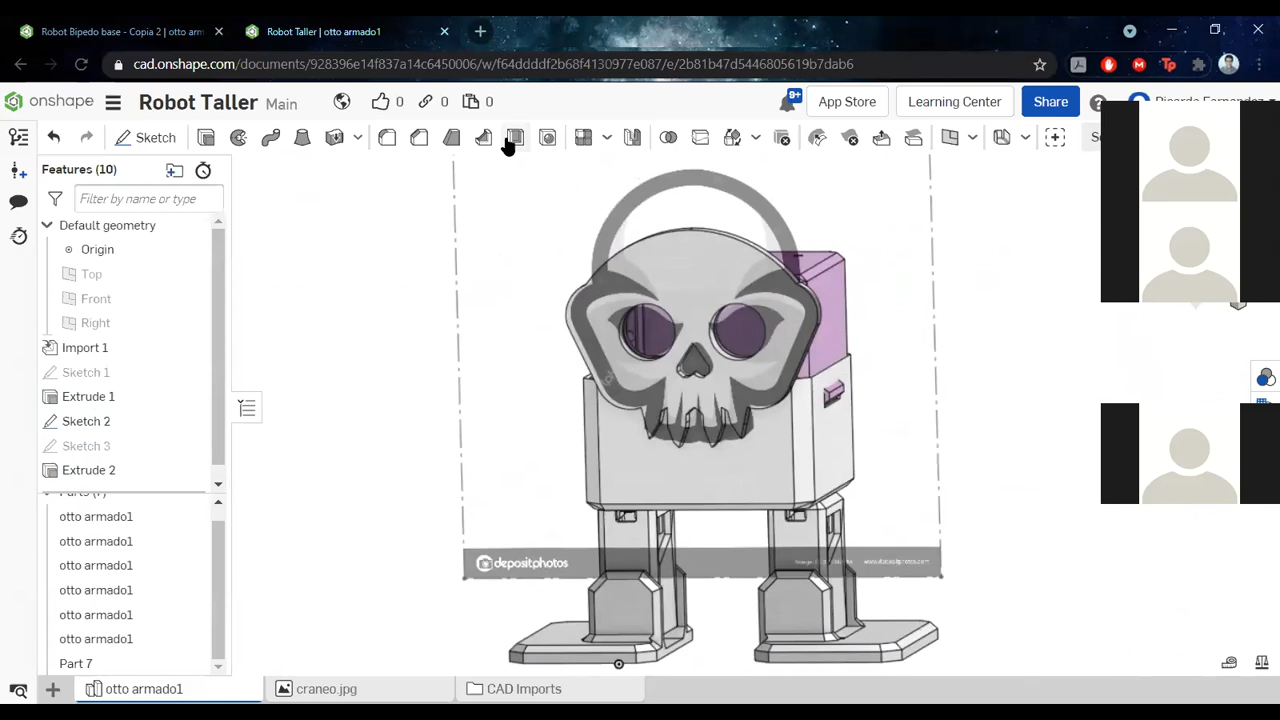 Robot Bipedo base - Copia 2 | otto arm
Robot Taller | otto armado1
cad.onshape.com/documents/928396e14f837a14c6450006/w/f64ddddf2b68f4130977e087/e/2b81b47d5446805619b7dab6
onshape
Robot Taller
Main
0
0
0
9+
App Store
Learning Center
Share
Sketch
Features (10)
Filter by name or type
Default geometry
Origin
Top
Front
Right
Import 1
Sketch 1
Extrude 1
Sketch 2
Sketch 3
Extrude 2
otto armado1
otto armado1
otto armado1
otto armado1
otto armado1
otto armado1
Part 7
depositphotos
otto armado1
craneo.jpg
CAD Imports